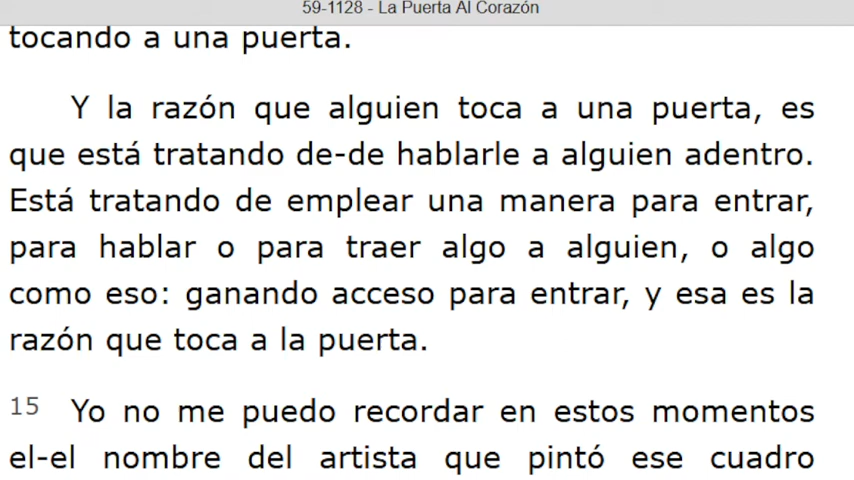 59-1128 - La Puerta Al Corazón
tocando a una puerta.
Y la razón que alguien toca a una puerta, es
que está tratando de-de hablarle a alguien adentro.
Está tratando de emplear una manera para entrar,
para hablar o para traer algo a alguien, o algo
como eso: ganando acceso para entrar, y esa es la
razón que toca a la puerta.
15 Yo no me puedo recordar en estos momentos
el-el nombre del artista que pintó ese cuadro